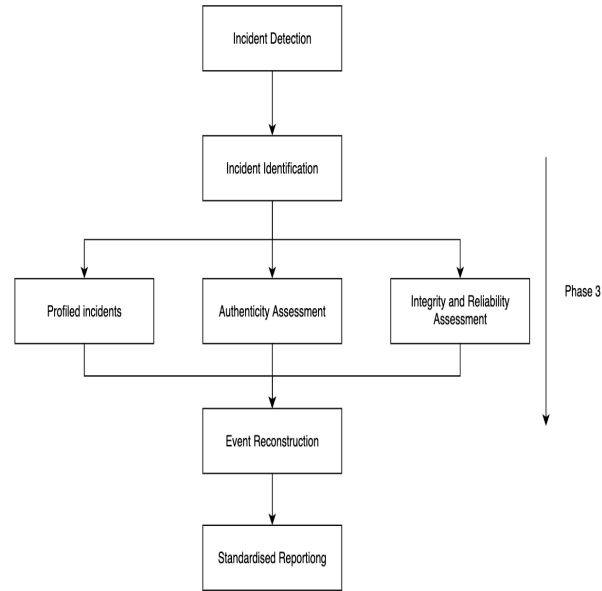 Incident Detection
Incident Identification
Profiled incidents
Authenticity Assessment
Integrity and Reliability
Assessment
Phase 3
Event Reconstruction
Standardised Reportiong